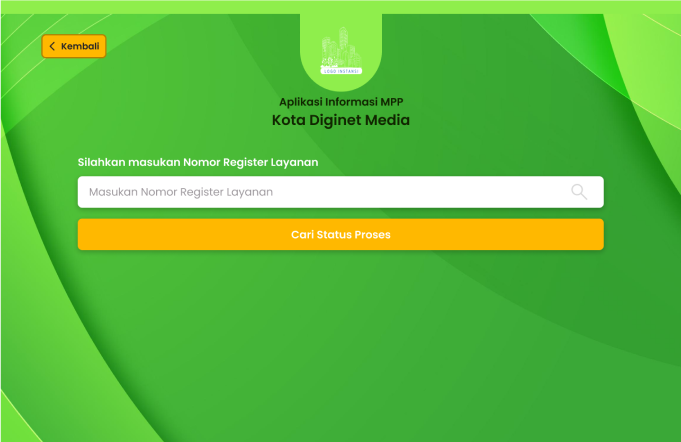 Kembali
LOGO INSTANSI
Aplikasi Informasi MPP
Kota Diginet Media
Silahkan masukan Nomor Register Layanan
Masukan Nomor Register Layanan
Cari Status Proses